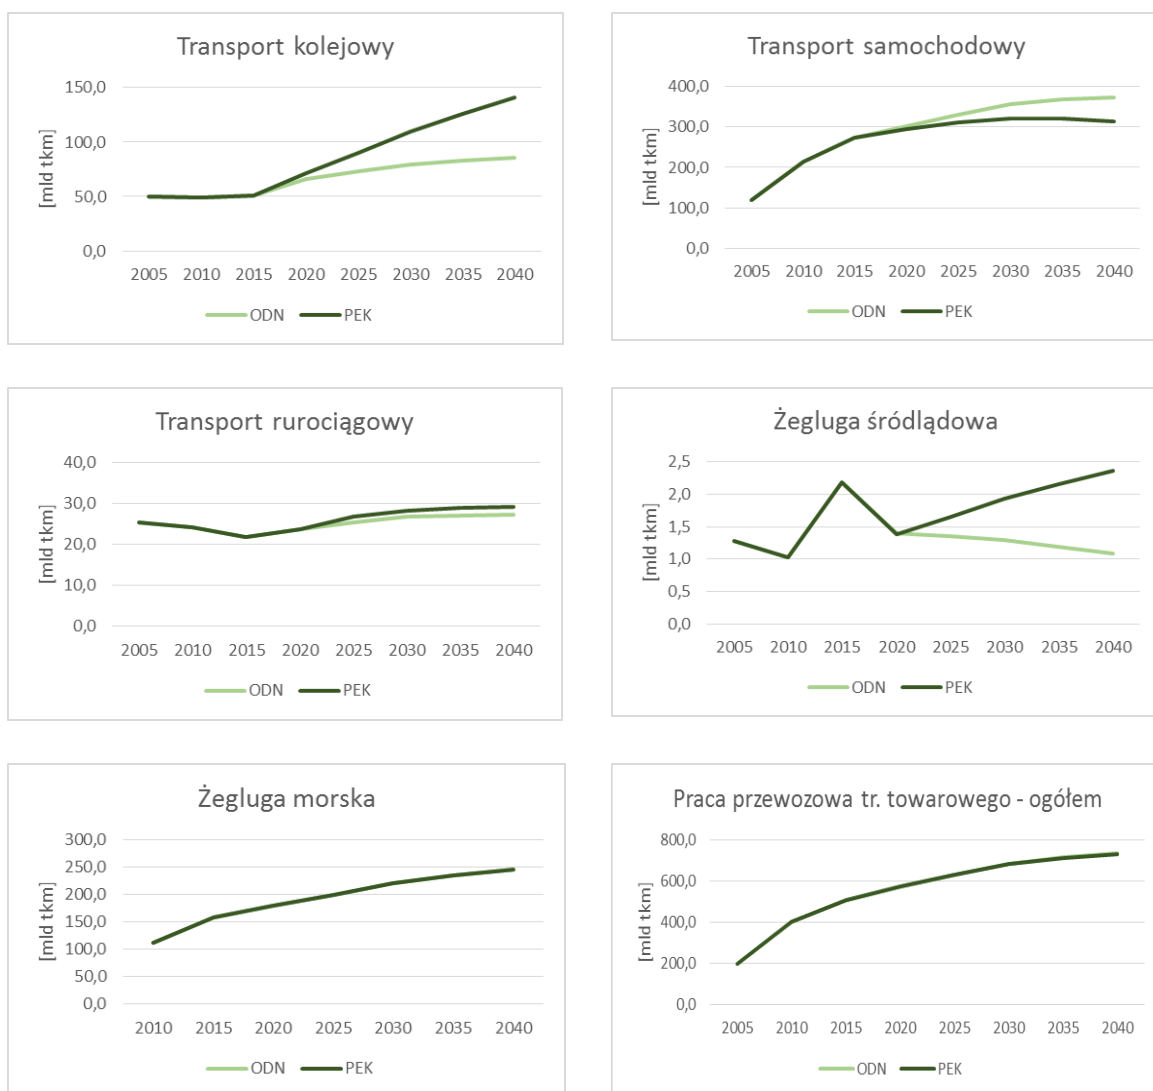 Transport kolejowy
[mld tkm]
150,0
100,0
50,0
0,0
2005 2010 2015 2020 2025 2030 2035 2040
ODN PEK
Transport samochodowy
[mld tkm]
400,0
300,0
200,0
100,0
0,0
2005 2010 2015 2020 2025 2030 2035 2040
ODN PEK
Transport rurociągowy
[mld tkm]
40,0
30,0
20,0
10,0
0,0
2005 2010 2015 2020 2025 2030 2035 2040
ODN PEK
Żegluga śródlądowa
[mld tkm]
2,5
2,0
1,5
1,0
0,5
0,0
2005 2010 2015 2020 2025 2030 2035 2040
ODN PEK
Żegluga morska
[mld tkm]
300,0
250,0
200,0
150,0
100,0
50,0
0,0
2010 2015 2020 2025 2030 2035 2040
ODN PEK
Praca przewozowa tr. towarowego - ogółem
[mld tkm]
800,0
600,0
400,0
200,0
0,0
2005 2010 2015 2020 2025 2030 2035 2040
ODN PEK